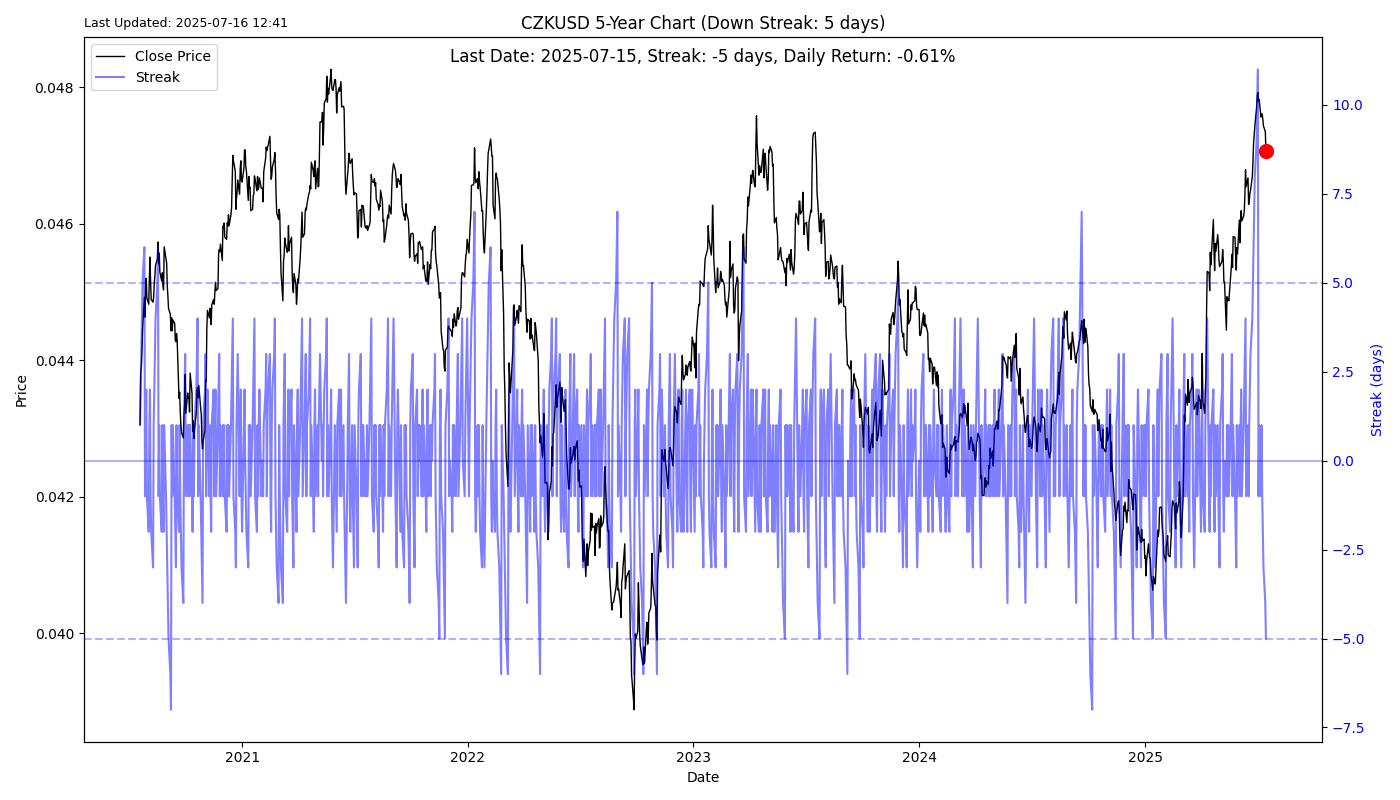 Last Updated: 2025-07-16 12:41
CZKUSD 5-Year Chart (Down Streak: 5 days)
Last Date: 2025-07-15, Streak: -5 days, Daily Return: -0.61%
Close Price
Streak
0.048
0.046
0.044
0.042
0.040
Price
10.0
7.5
5.0
2.5
0.0
−2.5
−5.0
−7.5
Streak (days)
2021
2022
2023
2024
2025
Date